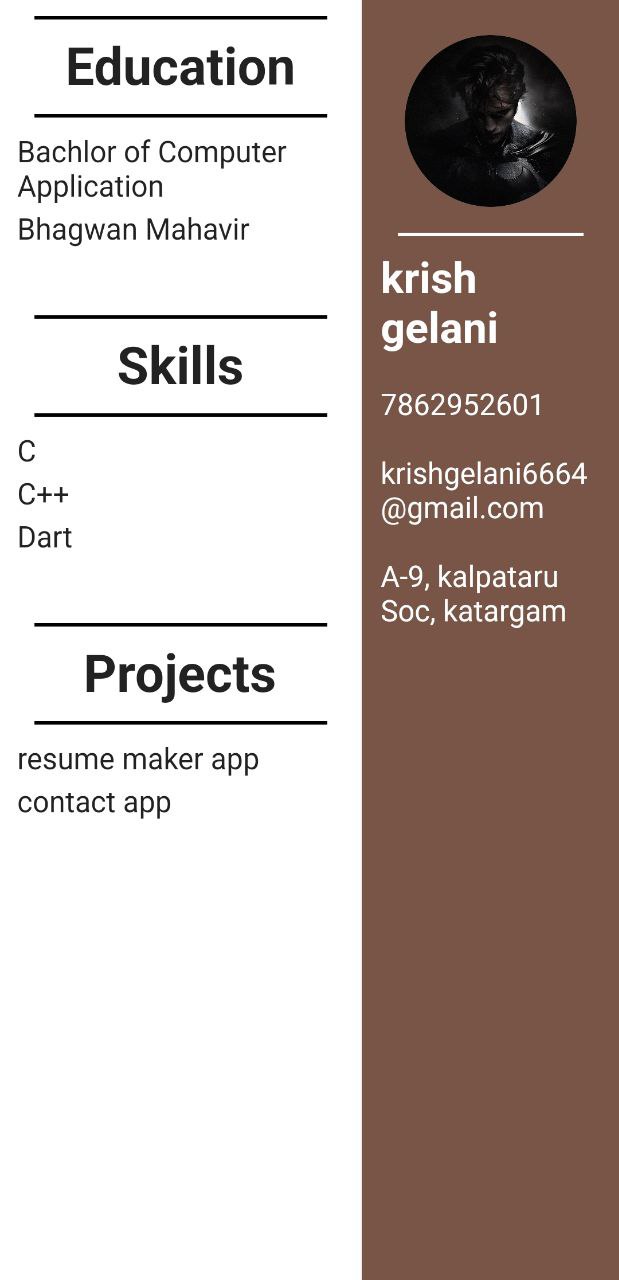 Education
Bachlor of Computer
Application
Bhagwan Mahavir
Skills
C
C++
Dart
Projects
resume maker app
contact app
krish
gelani
7862952601
krishgelani6664
@gmail.com
A-9, kalpataru
Soc, katargam